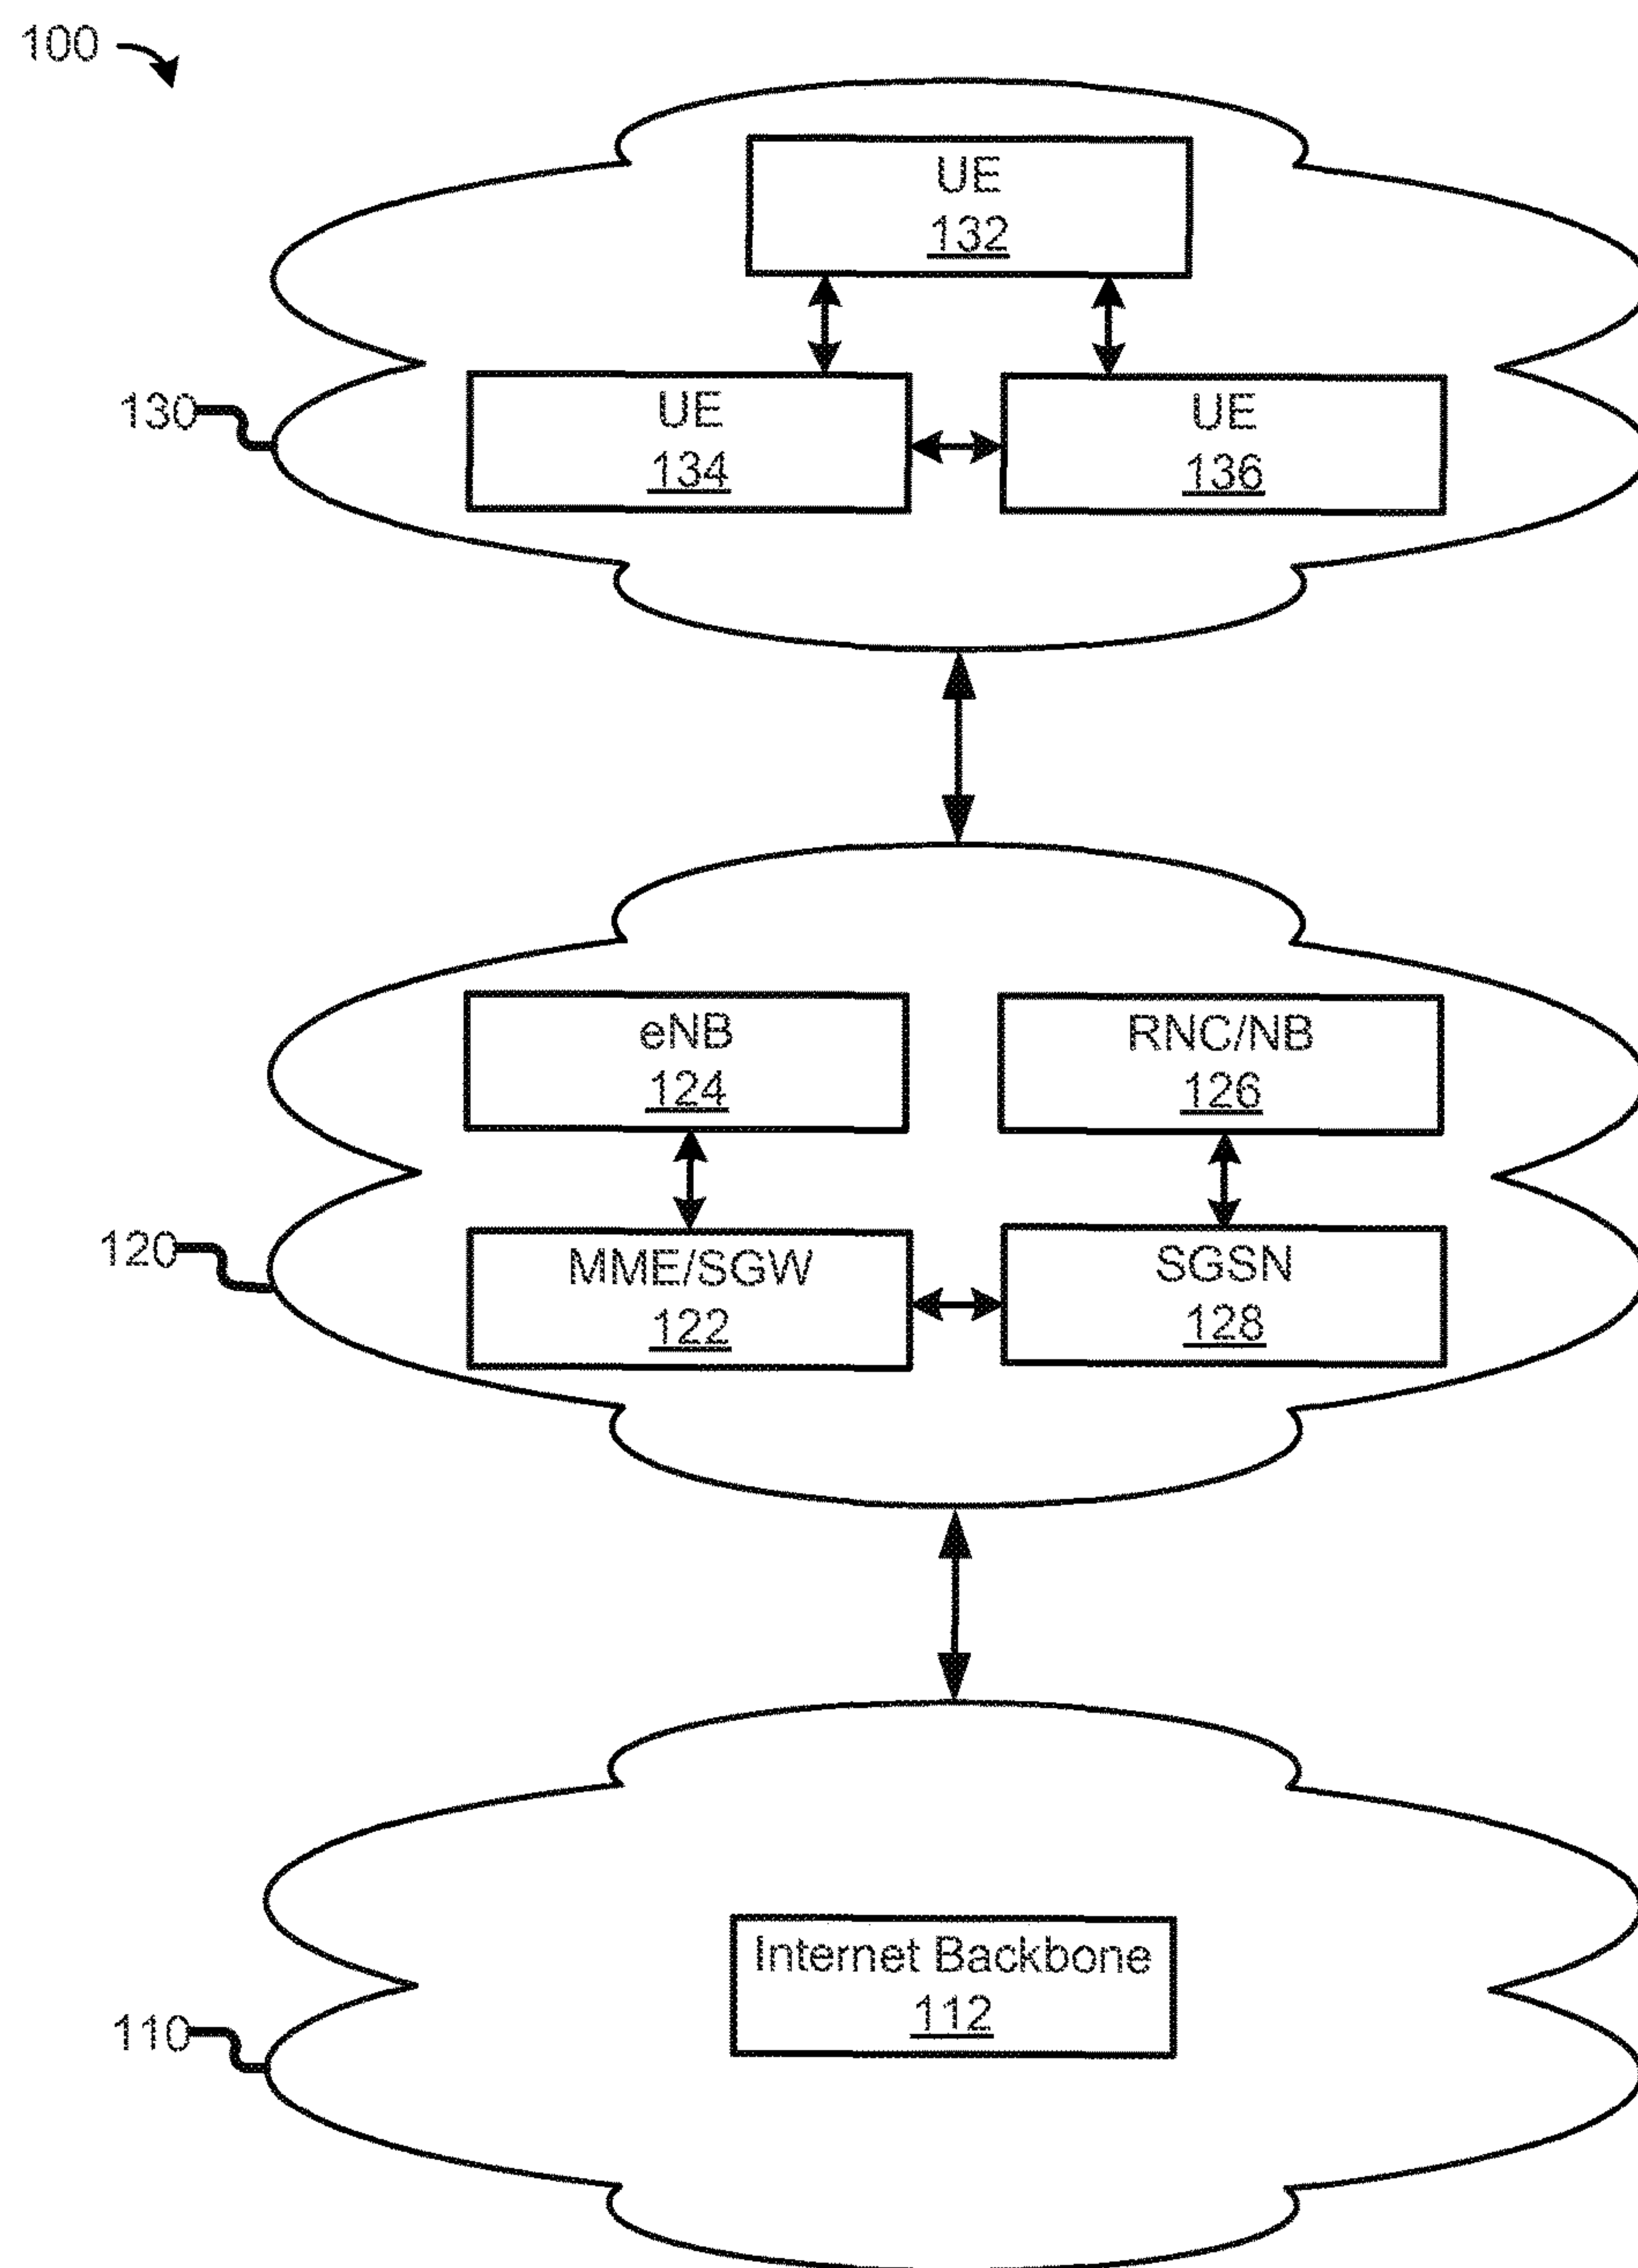 100
UE
132
130
UE
134
UE
136
eNB
124
RNC/NB
126
120
MME/SGW
122
SGSN
128
Internet Backbone
112
110